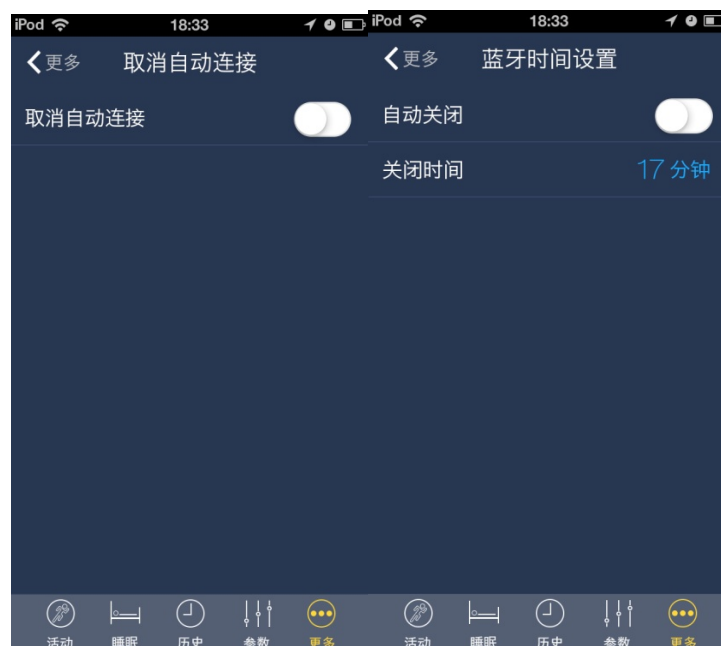 iPod 18:33
更多 取消自动连接
取消自动连接
活动 睡眠 历史 参数 更多
iPod 18:33
更多 蓝牙时间设置
自动关闭
关闭时间 17 分钟
活动 睡眠 历史 参数 更多